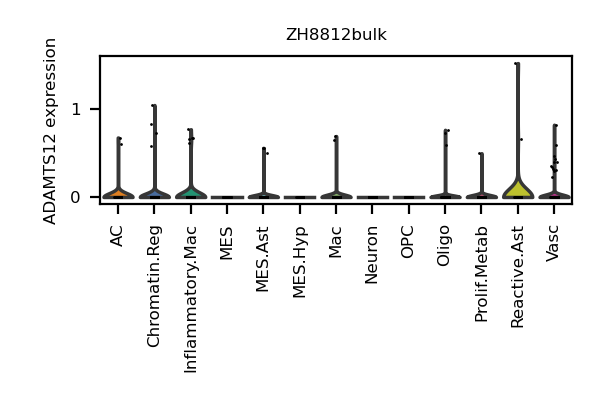 ZH8812bulk
ADAMTS12 expression
1
0
AC
Chromatin.Reg
Inflammatory.Mac
MES
MES.Ast
MES.Hyp
Mac
Neuron
OPC
Oligo
Prolif.Metab
Reactive.Ast
Vasc